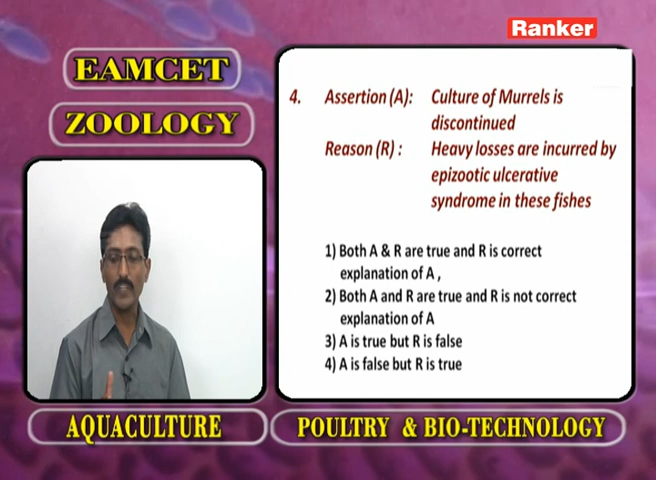 Ranker
EAMCET
ZOOLOGY
4. Assertion (A): Culture of Murrels is
discontinued
Reason (R) : Heavy losses are incurred by
epizootic ulcerative
syndrome in these fishes
1) Both A & R are true and R is correct
explanation of A ,
2) Both A and R are true and R is not correct
explanation of A
3) A is true but R is false
4) A is false but R is true
AQUACULTURE
POULTRY & BIO-TECHNOLOGY